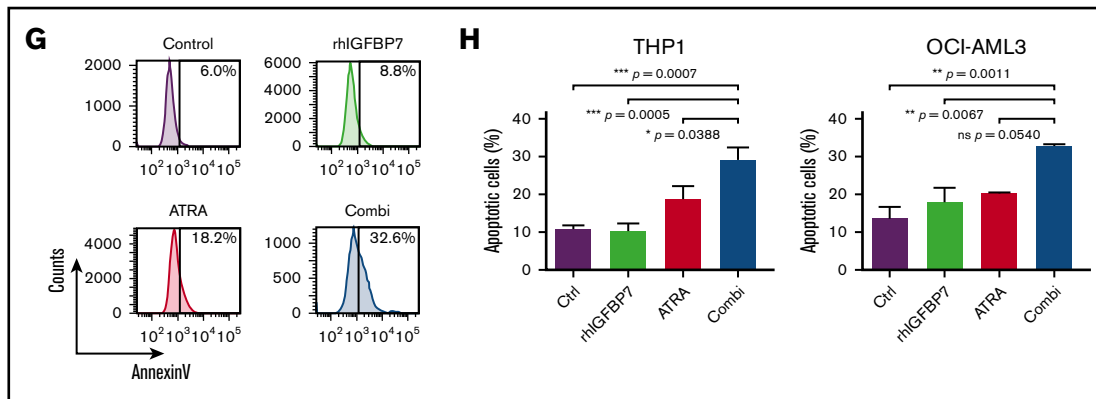 G
Control
rhIGFBP7
2000
1000
0
6.0%
10² 10³ 10⁴ 10⁵
6000
4000
2000
0
8.8%
10² 10³ 10⁴ 10⁵
ATRA
Combi
4000
2000
0
18.2%
10² 10³ 10⁴ 10⁵
1000
500
0
32.6%
10² 10³ 10⁴ 10⁵
Counts
AnnexinV
H
THP1
*** p = 0.0007
*** p = 0.0005
* p = 0.0388
Apoptotic cells (%)
40
30
20
10
0
Ctrl
rhIGFBP7
ATRA
Combi
OCI-AML3
** p = 0.0011
** p = 0.0067
ns p = 0.0540
Apoptotic cells (%)
40
30
20
10
0
Ctrl
rhIGFBP7
ATRA
Combi